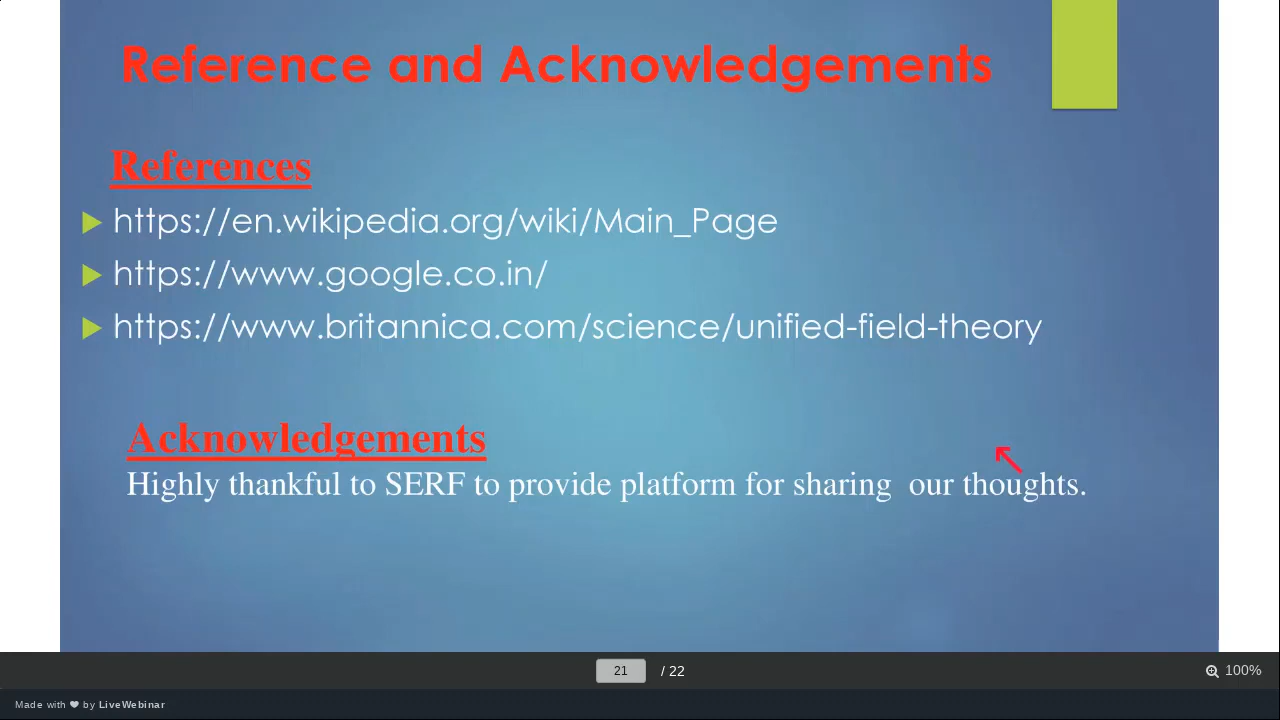 Reference and Acknowledgements
References
https://en.wikipedia.org/wiki/Main_Page
https://www.google.co.in/
https://www.britannica.com/science/unified-field-theory
Acknowledgements
Highly thankful to SERF to provide platform for sharing  our thoughts.
21 / 22
100%
Made with ❤ by LiveWebinar